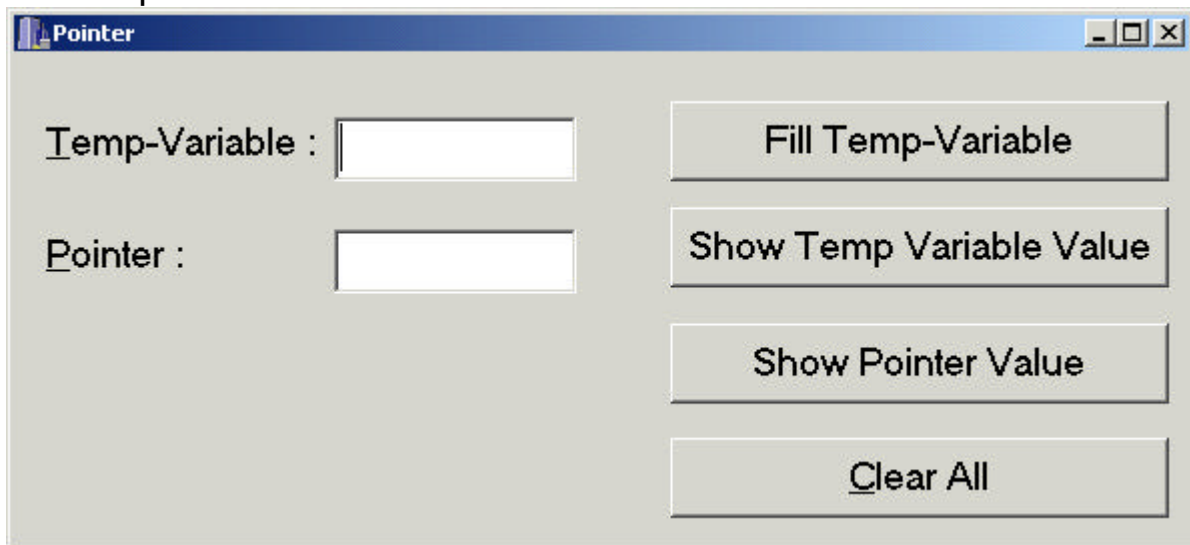 Pointer
Temp-Variable :
Fill Temp-Variable
Show Temp Variable Value
Pointer :
Show Pointer Value
Clear All